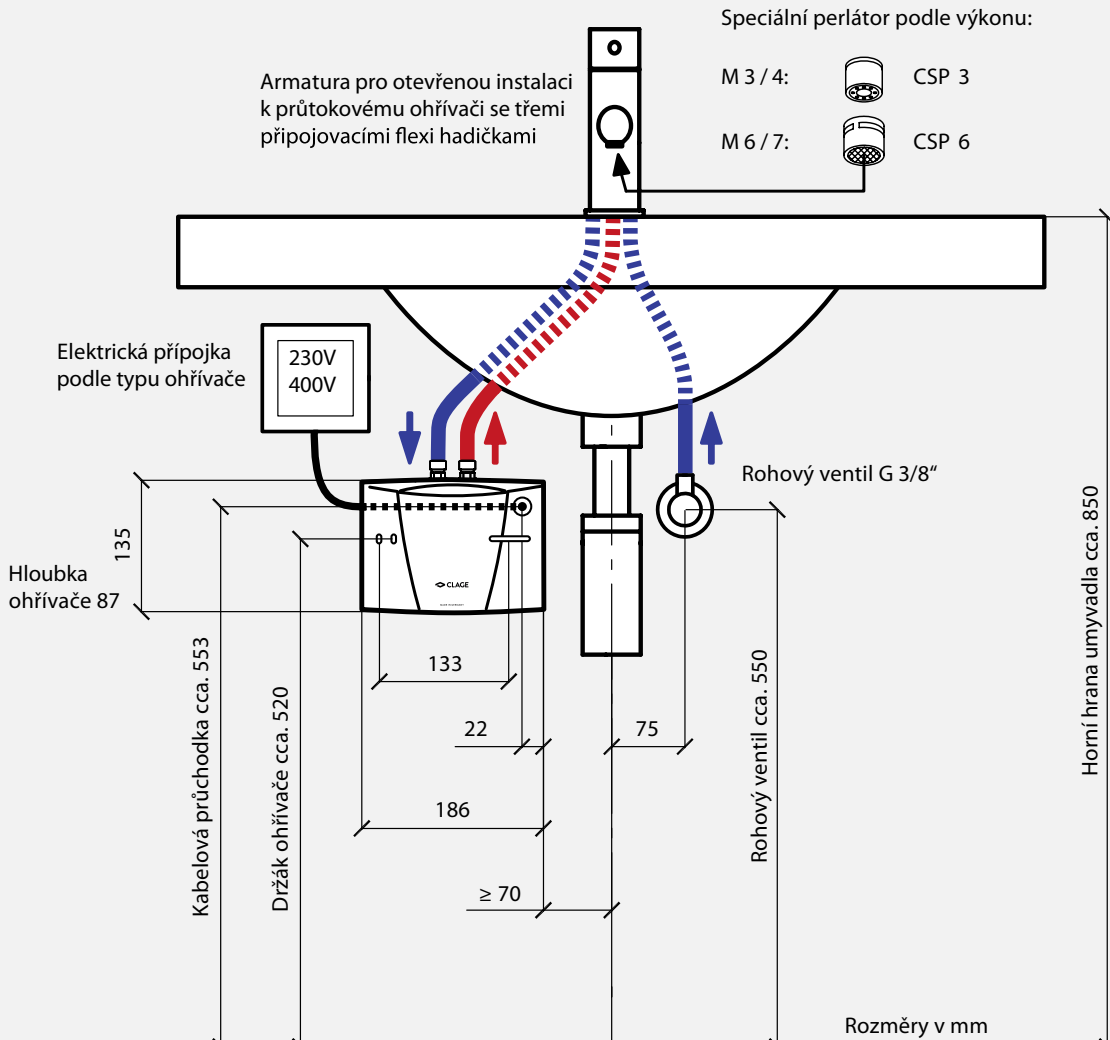 Speciální perlátor podle výkonu:
M 3 / 4:
CSP 3
M 6 / 7:
CSP 6
Armatura pro otevřenou instalaci
k průtokovému ohřívači se třemi
připojovacími flexi hadičkami
Elektrická přípojka
podle typu ohřívače
230V
400V
Rohový ventil G 3/8“
135
Hloubka
ohřívače 87
CLAGE
133
22
75
186
≥ 70
Kabelová průchodka cca. 553
Držák ohřívače cca. 520
Rohový ventil cca. 550
Horní hrana umyvadla cca. 850
Rozměry v mm